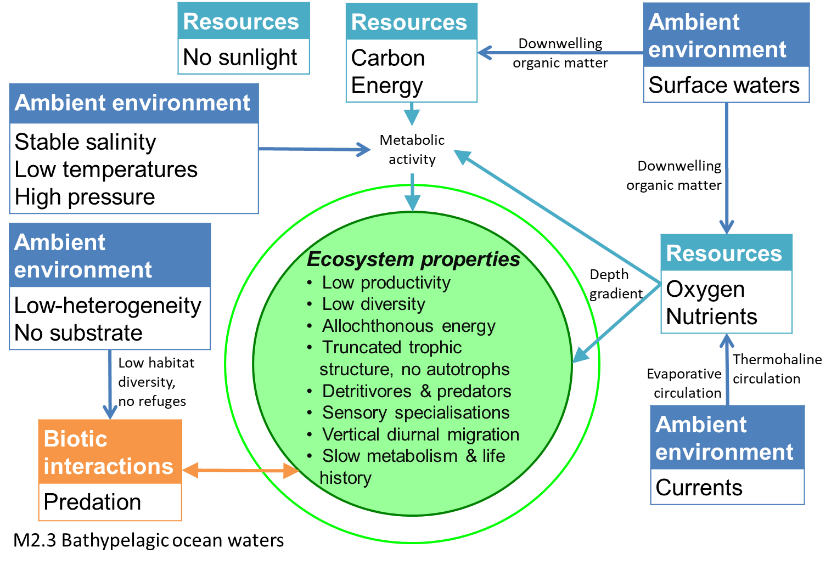 Resources
No sunlight
Resources
Carbon
Energy
Downwelling
organic matter
Ambient
environment
Surface waters
Ambient environment
Stable salinity
Low temperatures
High pressure
Metabolic
activity
Downwelling
organic matter
Ambient
environment
Low-heterogeneity
No substrate
Resources
Oxygen
Nutrients
Depth
gradient
Ecosystem properties
• Low productivity
• Low diversity
• Allochthonous energy
• Truncated trophic
structure, no autotrophs
• Detritivores & predators
• Sensory specialisations
• Vertical diurnal migration
• Slow metabolism & life
history
Low habitat
diversity,
no refuges
Thermohaline
circulation
Evaporative
circulation
Biotic
interactions
Predation
Ambient
environment
Currents
M2.3 Bathypelagic ocean waters